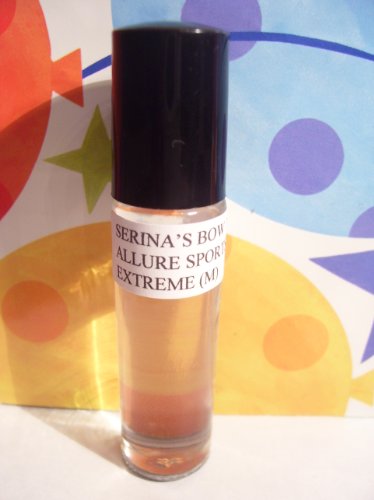 SERINA'S BOW
ALLURE SPOR
EXTREME (M)